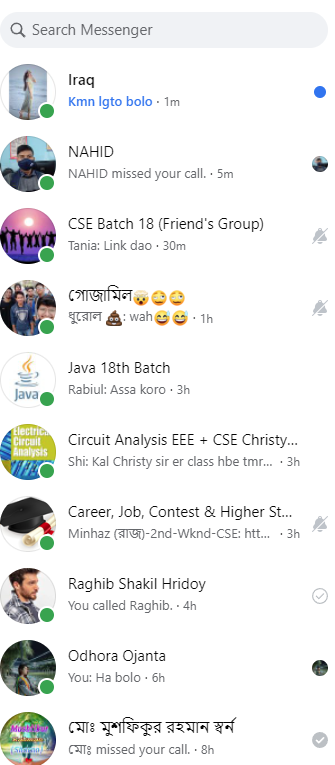 Search Messenger
Iraq
Kmn lgto bolo · 1m
NAHID
NAHID missed your call. · 5m
CSE Batch 18 (Friend's Group)
Tania: Link dao · 30m
গোজামিল🤯🤪🤪
ধুরোল 💩: wah😅😅 · 1h
Java
Java 18th Batch
Rabiul: Assa koro · 3h
Electrical
Circuit
Analysis
Circuit Analysis EEE + CSE Christy...
Shi: Kal Christy sir er class hbe tmr... · 3h
Career, Job, Contest & Higher St...
Minhaz (রাজ)-2nd-Wknd-CSE: htt... · 3h
Raghib Shakil Hridoy
You called Raghib. · 4h
Odhora Ojanta
You: Ha bolo · 6h
মোঃ মুশফিকুর রহমান স্বর্ন
মোঃ missed your call. · 8h